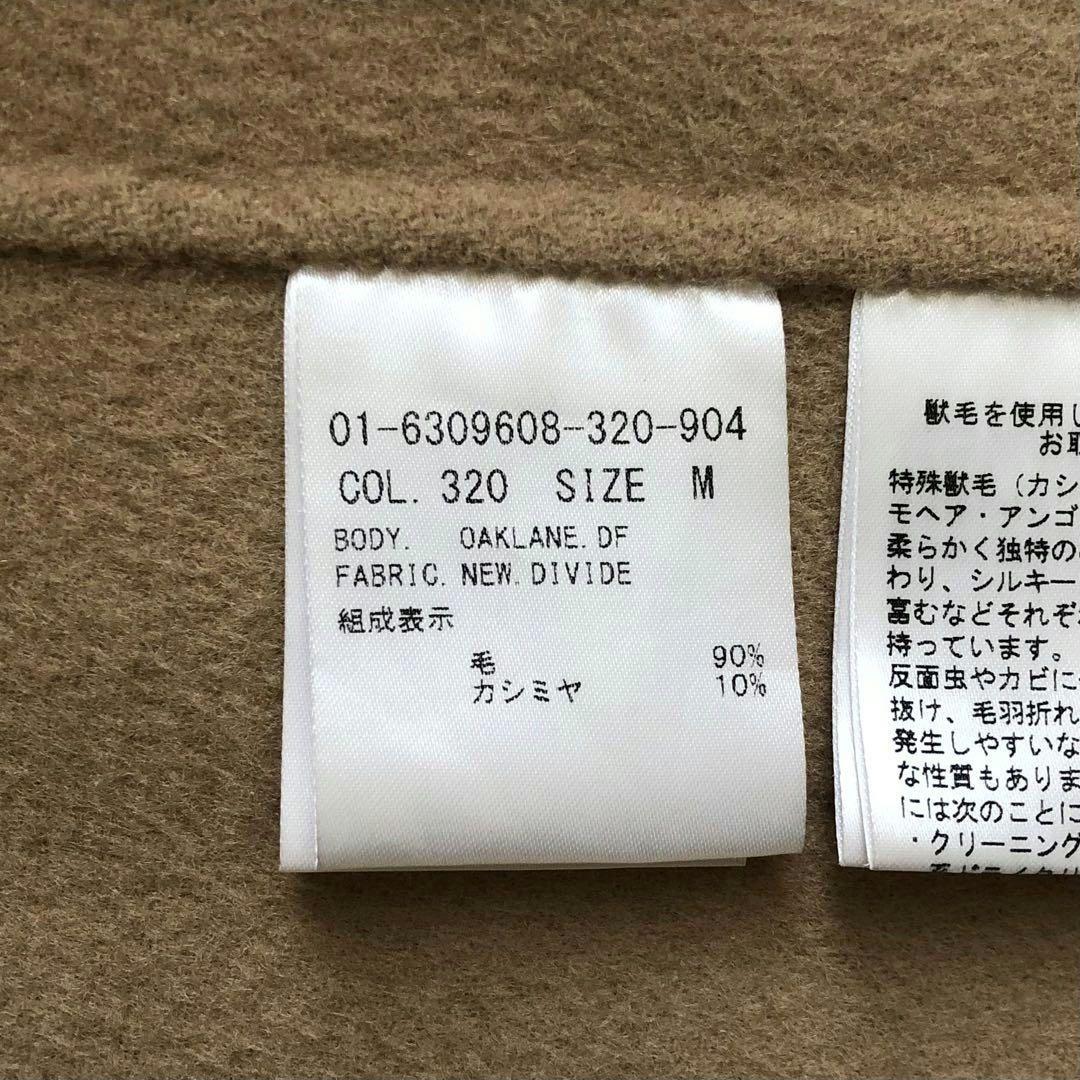 01-6309608-320-904
COL. 320 SIZE M
BODY. OAKLANE.DF
FABRIC. NEW.DIVIDE
組成表示
毛 90%
カシミヤ 10%
獣毛を使用し
お取
特殊獣毛（カシ
モヘア・アンゴ
柔らかく独特の
わり、シルキー
富むなどそれぞれ
持っています。
反面虫やカビに
抜け、毛羽折れ
発生しやすいな
な性質もありま
には次のことに
・クリーニング